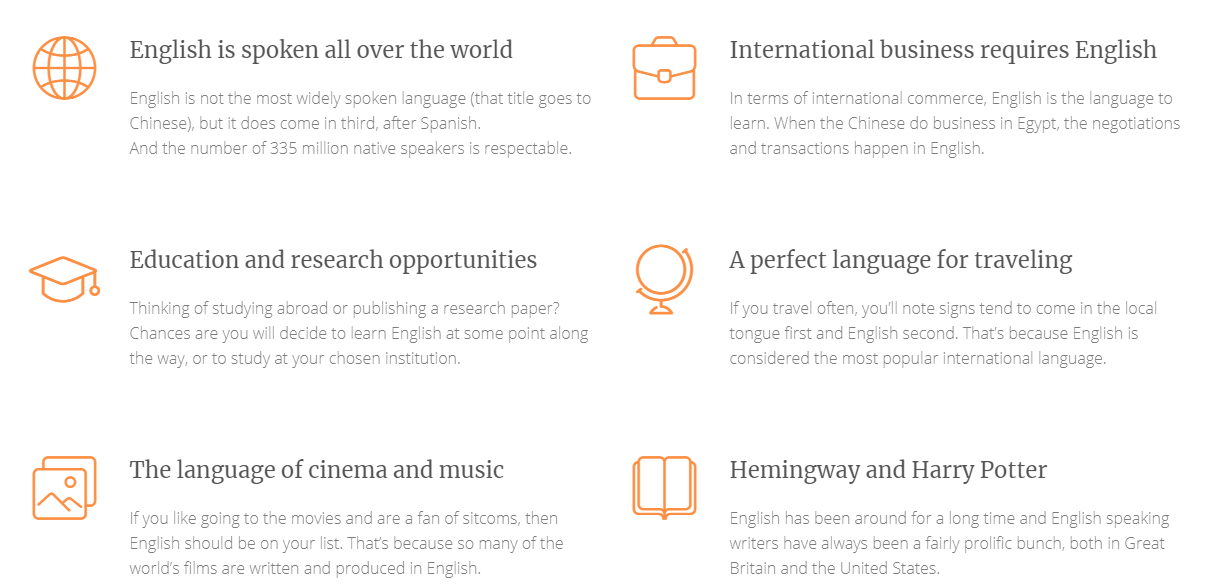 English is spoken all over the world
English is not the most widely spoken language (that title goes to
Chinese), but it does come in third, after Spanish.
And the number of 335 million native speakers is respectable.
International business requires English
In terms of international commerce, English is the language to
learn. When the Chinese do business in Egypt, the negotiations
and transactions happen in English.
Education and research opportunities
Thinking of studying abroad or publishing a research paper?
Chances are you will decide to learn English at some point along
the way, or to study at your chosen institution.
A perfect language for traveling
If you travel often, you’ll note signs tend to come in the local
tongue first and English second. That’s because English is
considered the most popular international language.
The language of cinema and music
If you like going to the movies and are a fan of sitcoms, then
English should be on your list. That’s because so many of the
world’s films are written and produced in English.
Hemingway and Harry Potter
English has been around for a long time and English speaking
writers have always been a fairly prolific bunch, both in Great
Britain and the United States.